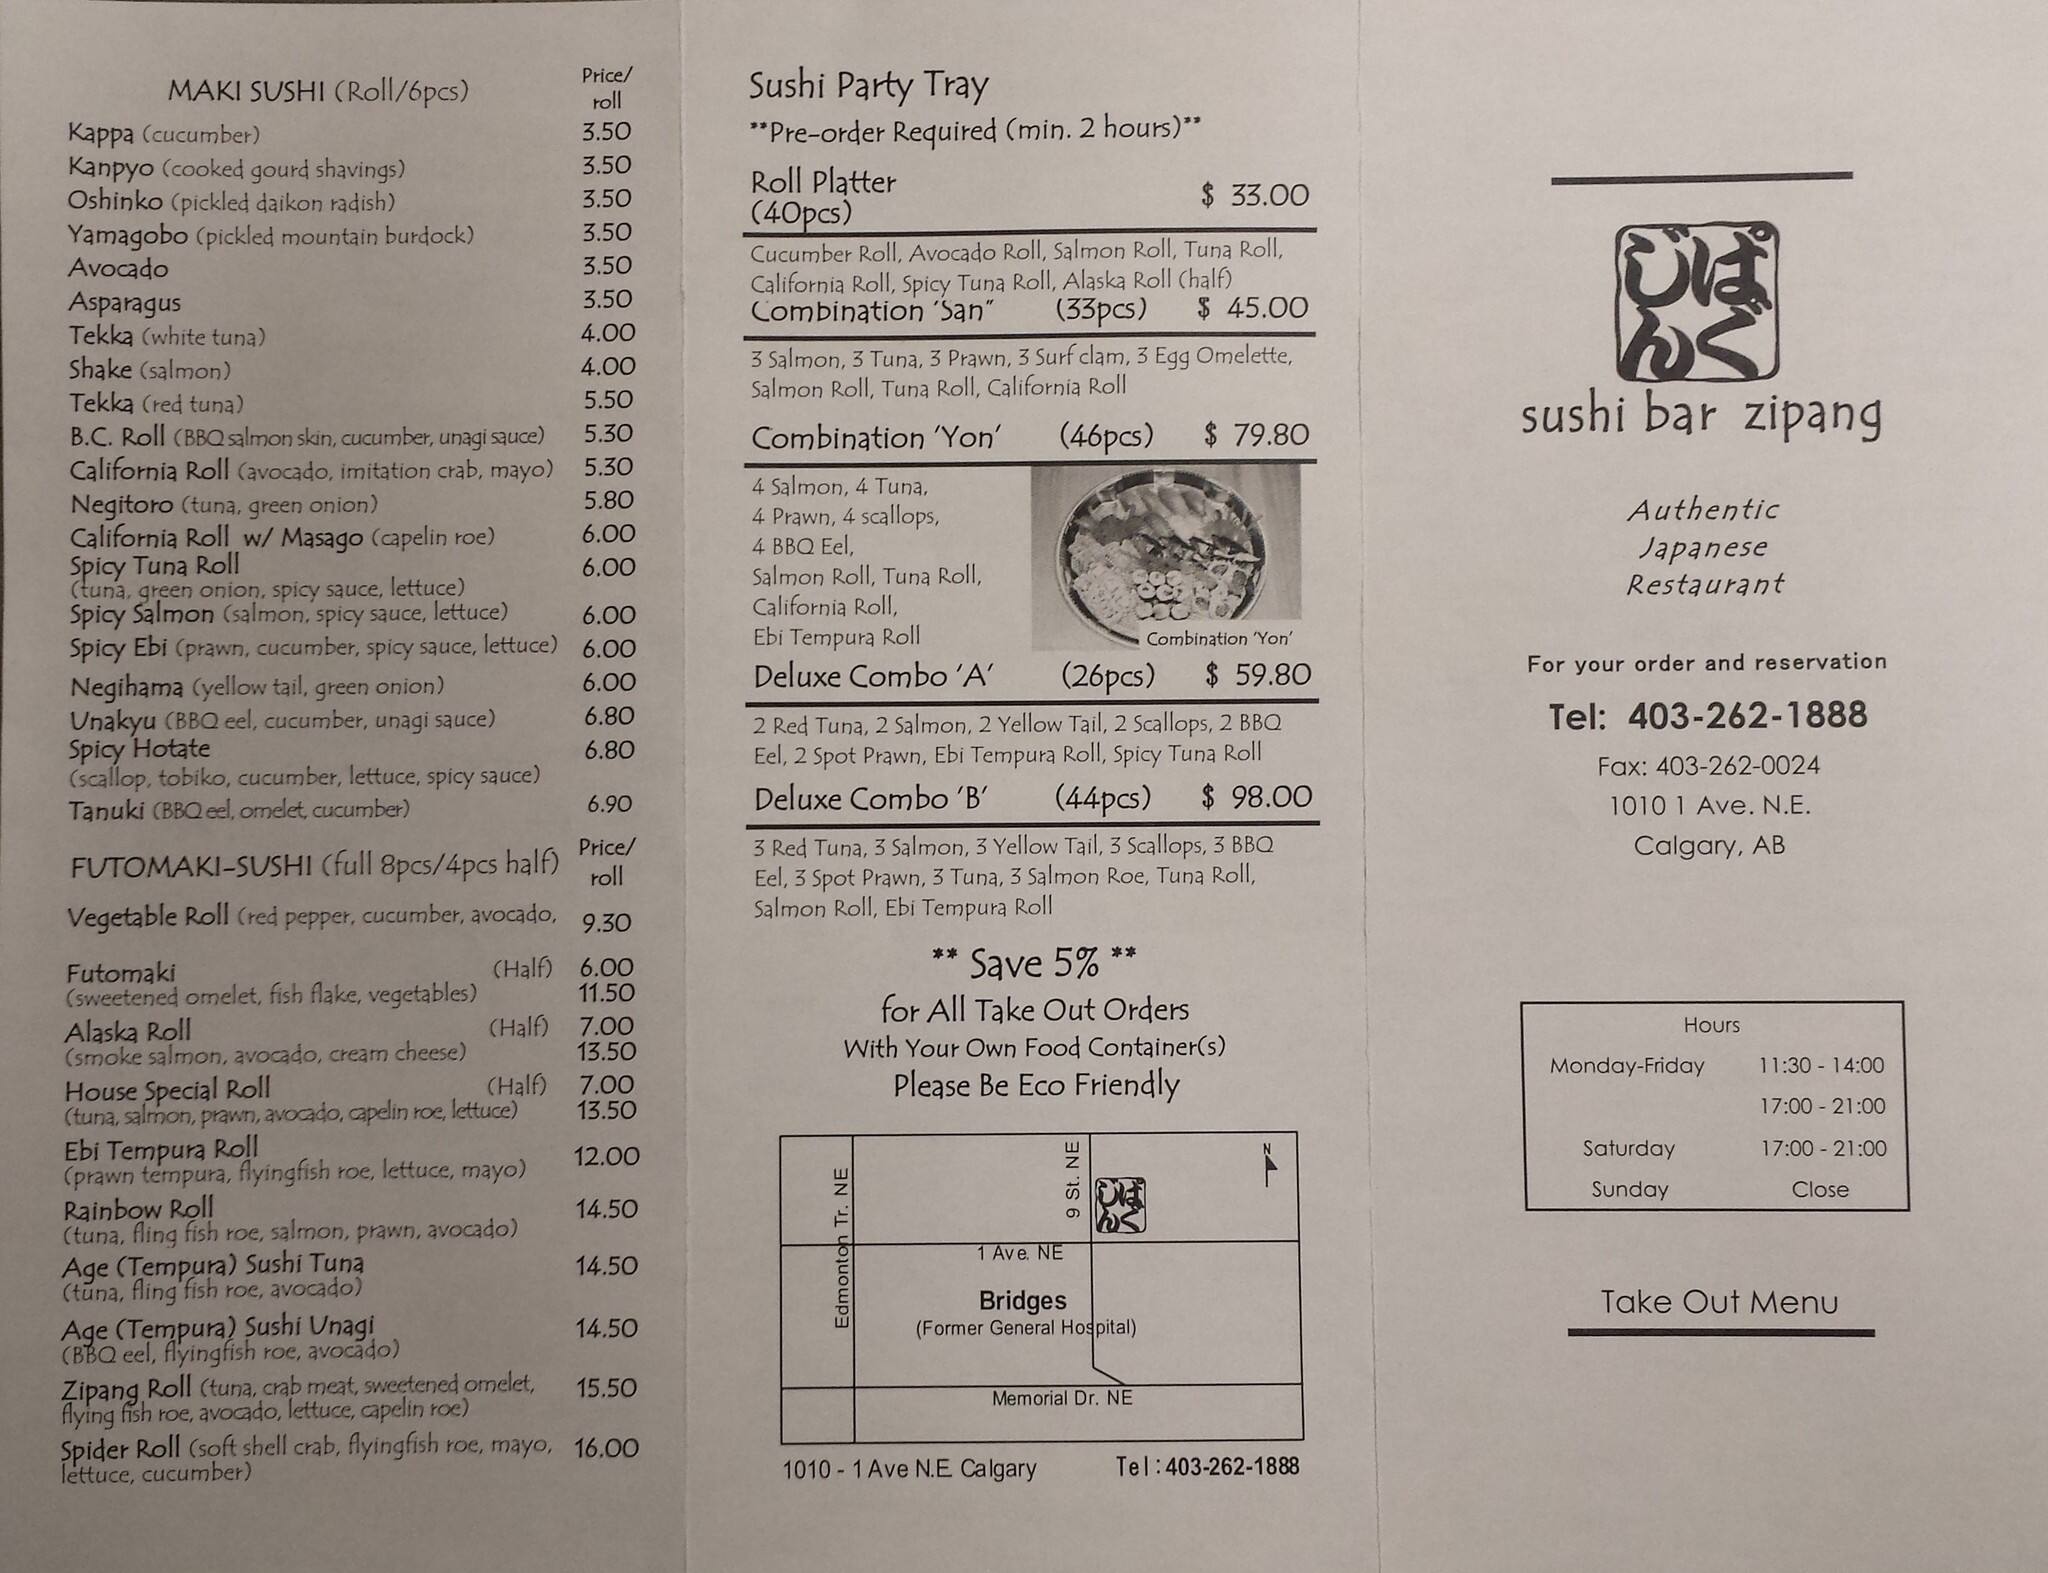 MAKI SUSHI (Roll/6pcs) Price/
roll
Kappa (cucumber) 3.50
Kanpyo (cooked gourd shavings) 3.50
Oshinko (pickled daikon radish) 3.50
Yamagobo (pickled mountain burdock) 3.50
Avocado 3.50
Asparagus 3.50
Tekka (white tuna) 4.00
Shake (salmon) 4.00
Tekka (red tuna) 5.50
B.C. Roll (BBQ salmon skin, cucumber, unagi sauce) 5.30
California Roll (avocado, imitation crab, mayo) 5.30
Negitoro (tuna, green onion) 5.80
California Roll w/ Masago (capelin roe) 6.00
Spicy Tuna Roll 6.00
(tuna, green onion, spicy sauce, lettuce)
Spicy Salmon (salmon, spicy sauce, lettuce) 6.00
Spicy Ebi (prawn, cucumber, spicy sauce, lettuce) 6.00
Negihama (yellow tail, green onion) 6.00
Unakyu (BBQ eel, cucumber, unagi sauce) 6.80
Spicy Hotate 6.80
(scallop, tobiko, cucumber, lettuce, spicy sauce)
Tanuki (BBQ eel, omelet, cucumber) 6.90
FUTOMAKI-SUSHI (full 8pcs/4pcs half) Price/
roll
Vegetable Roll (red pepper, cucumber, avocado, 9.30
Futomaki (Half) 6.00
(sweetened omelet, fish flake, vegetables) 11.50
Alaska Roll (Half) 7.00
(smoke salmon, avocado, cream cheese) 13.50
House Special Roll (Half) 7.00
(tuna, salmon, prawn, avocado, capelin roe, lettuce) 13.50
Ebi Tempura Roll 12.00
(prawn tempura, flyingfish roe, lettuce, mayo)
Rainbow Roll 14.50
(tuna, fling fish roe, salmon, prawn, avocado)
Age (Tempura) Sushi Tuna 14.50
(tuna, fling fish roe, avocado)
Age (Tempura) Sushi Unagi 14.50
(BBQ eel, flyingfish roe, avocado)
Zipang Roll (tuna, crab meat, sweetened omelet, 15.50
flying fish roe, avocado, lettuce, capelin roe)
Spider Roll (soft shell crab, flyingfish roe, mayo, 16.00
lettuce, cucumber)
Sushi Party Tray
**Pre-order Required (min. 2 hours)**
Roll Platter $ 33.00
(40pcs)
Cucumber Roll, Avocado Roll, Salmon Roll, Tuna Roll,
California Roll, Spicy Tuna Roll, Alaska Roll (half)
Combination 'San" (33pcs) $ 45.00
3 Salmon, 3 Tuna, 3 Prawn, 3 Surf clam, 3 Egg Omelette,
Salmon Roll, Tuna Roll, California Roll
Combination 'Yon' (46pcs) $ 79.80
4 Salmon, 4 Tuna,
4 Prawn, 4 scallops,
4 BBQ Eel,
Salmon Roll, Tuna Roll,
California Roll,
Ebi Tempura Roll
Combination 'Yon'
Deluxe Combo 'A' (26pcs) $ 59.80
2 Red Tuna, 2 Salmon, 2 Yellow Tail, 2 Scallops, 2 BBQ
Eel, 2 Spot Prawn, Ebi Tempura Roll, Spicy Tuna Roll
Deluxe Combo 'B' (44pcs) $ 98.00
3 Red Tuna, 3 Salmon, 3 Yellow Tail, 3 Scallops, 3 BBQ
Eel, 3 Spot Prawn, 3 Tuna, 3 Salmon Roe, Tuna Roll,
Salmon Roll, Ebi Tempura Roll
** Save 5% **
for All Take Out Orders
With Your Own Food Container(s)
Please Be Eco Friendly
Edmonton Tr. NE
9 St. NE
N
ぱぐ
じん
1 Ave. NE
Bridges
(Former General Hospital)
Memorial Dr. NE
1010 - 1 Ave N.E. Calgary Tel : 403-262-1888
ぱぐ
じん
sushi bar zipang
Authentic
Japanese
Restaurant
For your order and reservation
Tel: 403-262-1888
Fax: 403-262-0024
1010 1 Ave. N.E.
Calgary, AB
Hours
Monday-Friday 11:30 - 14:00
17:00 - 21:00
Saturday 17:00 - 21:00
Sunday Close
Take Out Menu